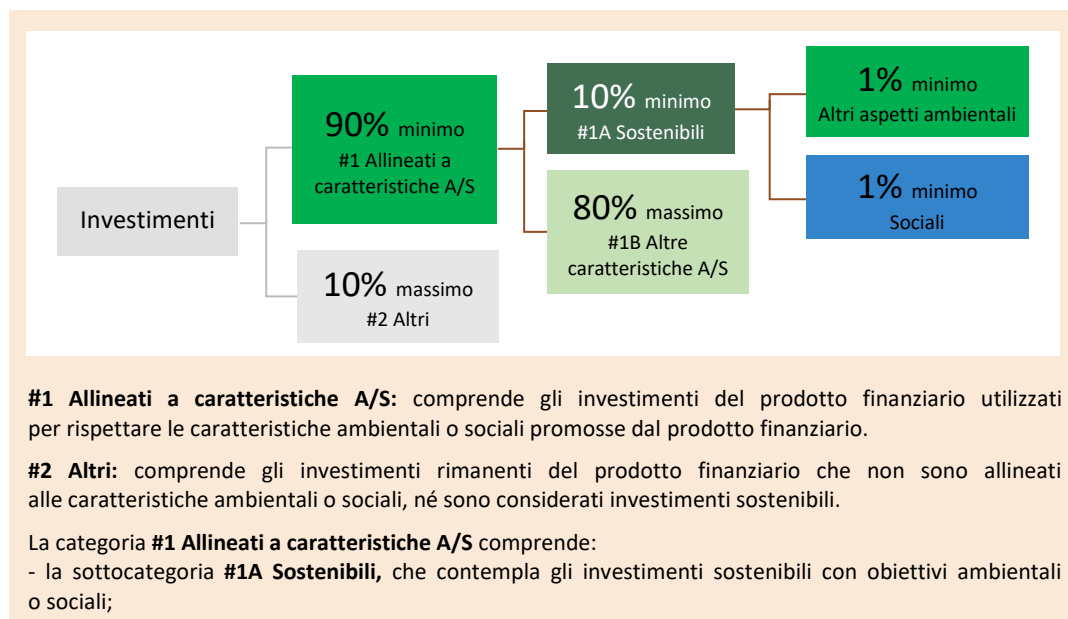 Investimenti
90% minimo
#1 Allineati a
caratteristiche A/S
10% massimo
#2 Altri
10% minimo
#1A Sostenibili
80% massimo
#1B Altre
caratteristiche A/S
1% minimo
Altri aspetti ambientali
1% minimo
Sociali
#1 Allineati a caratteristiche A/S: comprende gli investimenti del prodotto finanziario utilizzati
per rispettare le caratteristiche ambientali o sociali promosse dal prodotto finanziario.
#2 Altri: comprende gli investimenti rimanenti del prodotto finanziario che non sono allineati
alle caratteristiche ambientali o sociali, né sono considerati investimenti sostenibili.
La categoria #1 Allineati a caratteristiche A/S comprende:
- la sottocategoria #1A Sostenibili, che contempla gli investimenti sostenibili con obiettivi ambientali
o sociali;